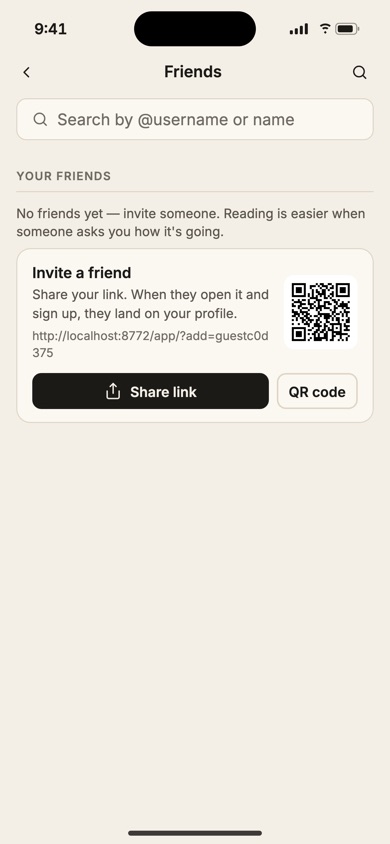 9:41
Friends
Search by @username or name
YOUR FRIENDS
No friends yet — invite someone. Reading is easier when
someone asks you how it's going.
Invite a friend
Share your link. When they open it and
sign up, they land on your profile.
http://localhost:8772/app/?add=guestc0d
375
Share link
QR code